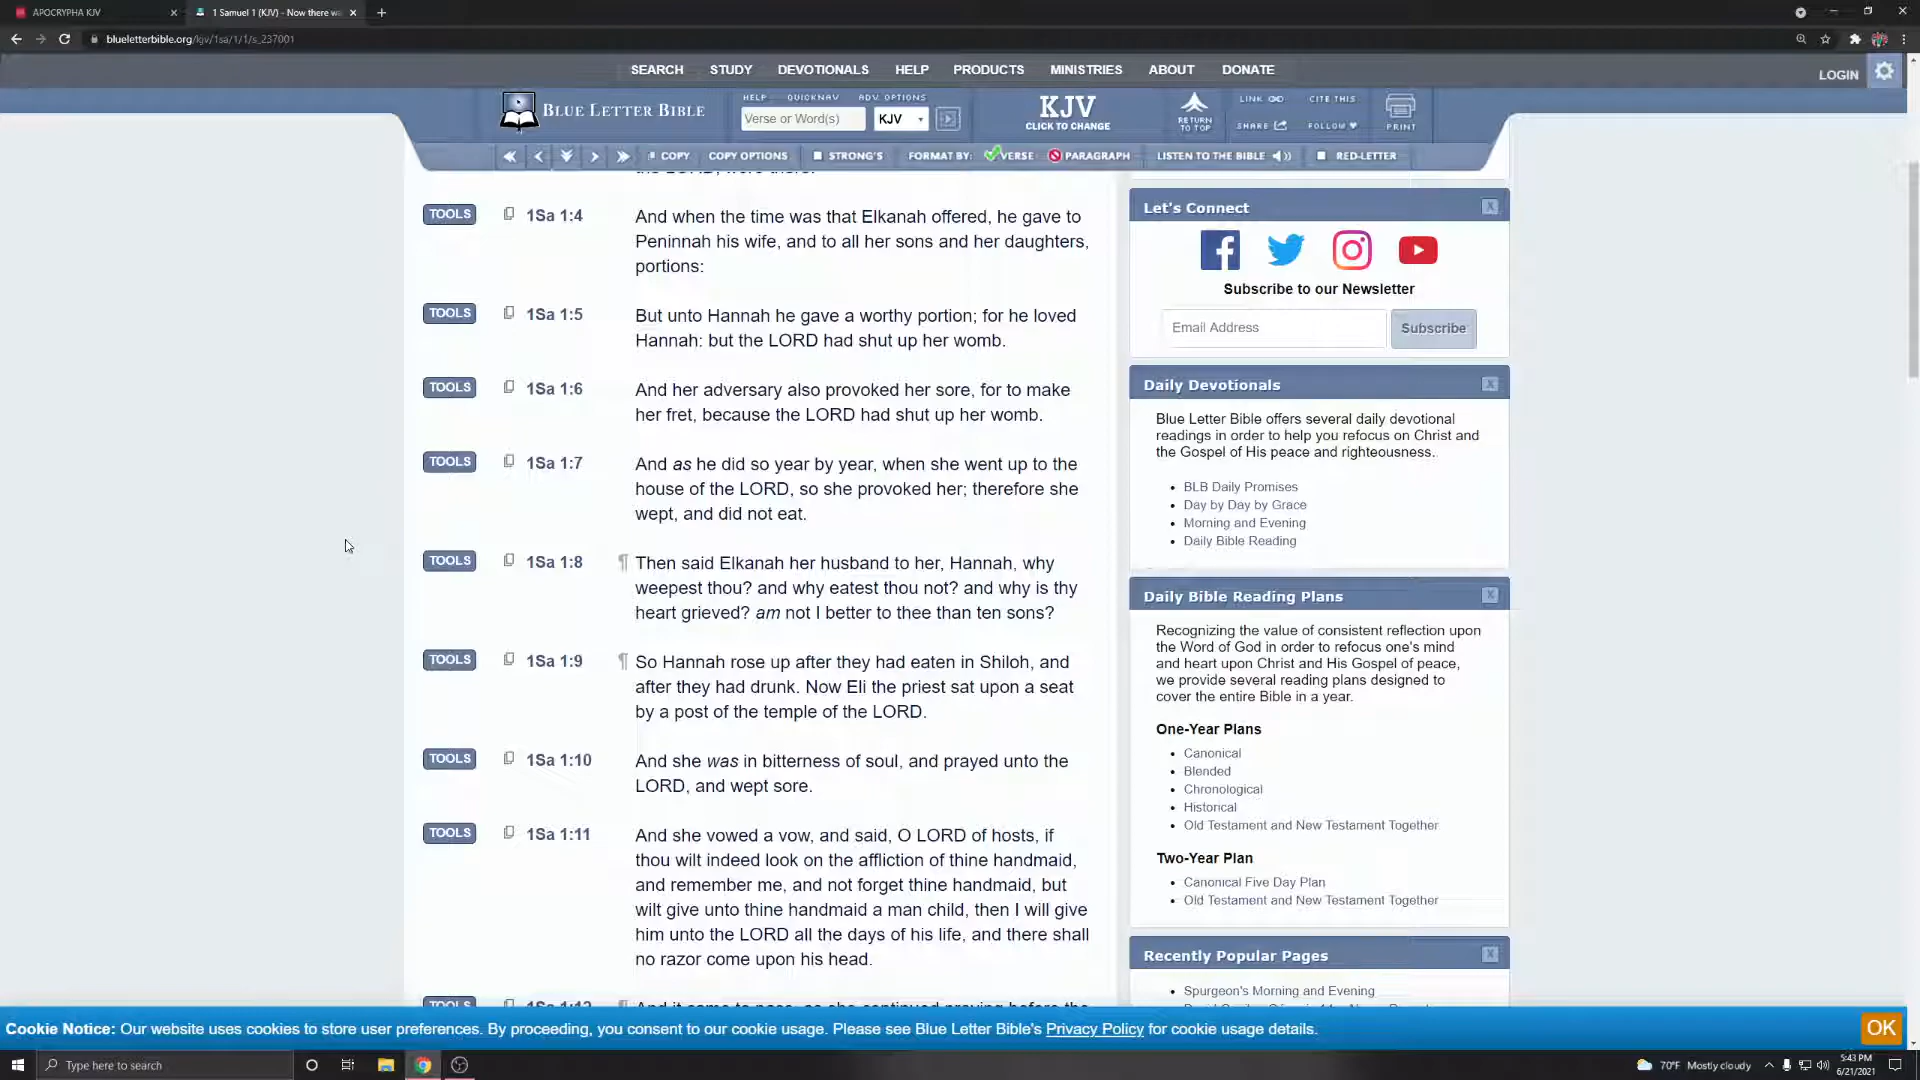 APOCRYPHA KJV
1 Samuel 1 (KJV) - Now there wa
blueletterbible.org/kjv/1sa/1/1/s_237001
SEARCH STUDY DEVOTIONALS HELP PRODUCTS MINISTRIES ABOUT DONATE
LOGIN
BLUE LETTER BIBLE
HELP QUICKNAV ADV. OPTIONS
Verse or Word(s) KJV
KJV
CLICK TO CHANGE
RETURN
TO TOP
LINK CITE THIS
SHARE FOLLOW
PRINT
COPY COPY OPTIONS STRONG'S FORMAT BY: VERSE PARAGRAPH LISTEN TO THE BIBLE RED-LETTER
the LORD, were there.
TOOLS 1Sa 1:4 And when the time was that Elkanah offered, he gave to
Peninnah his wife, and to all her sons and her daughters,
portions:
TOOLS 1Sa 1:5 But unto Hannah he gave a worthy portion; for he loved
Hannah: but the LORD had shut up her womb.
TOOLS 1Sa 1:6 And her adversary also provoked her sore, for to make
her fret, because the LORD had shut up her womb.
TOOLS 1Sa 1:7 And as he did so year by year, when she went up to the
house of the LORD, so she provoked her; therefore she
wept, and did not eat.
TOOLS 1Sa 1:8 ¶ Then said Elkanah her husband to her, Hannah, why
weepest thou? and why eatest thou not? and why is thy
heart grieved? am not I better to thee than ten sons?
TOOLS 1Sa 1:9 ¶ So Hannah rose up after they had eaten in Shiloh, and
after they had drunk. Now Eli the priest sat upon a seat
by a post of the temple of the LORD.
TOOLS 1Sa 1:10 And she was in bitterness of soul, and prayed unto the
LORD, and wept sore.
TOOLS 1Sa 1:11 And she vowed a vow, and said, O LORD of hosts, if
thou wilt indeed look on the affliction of thine handmaid,
and remember me, and not forget thine handmaid, but
wilt give unto thine handmaid a man child, then I will give
him unto the LORD all the days of his life, and there shall
no razor come upon his head.
TOOLS 1Sa 1:12 ¶ And it came to pass, as she continued praying before the
Let's Connect
Subscribe to our Newsletter
Email Address Subscribe
Daily Devotionals
Blue Letter Bible offers several daily devotional
readings in order to help you refocus on Christ and
the Gospel of His peace and righteousness.
• BLB Daily Promises
• Day by Day by Grace
• Morning and Evening
• Daily Bible Reading
Daily Bible Reading Plans
Recognizing the value of consistent reflection upon
the Word of God in order to refocus one's mind
and heart upon Christ and His Gospel of peace,
we provide several reading plans designed to
cover the entire Bible in a year.
One-Year Plans
• Canonical
• Blended
• Chronological
• Historical
• Old Testament and New Testament Together
Two-Year Plan
• Canonical Five Day Plan
• Old Testament and New Testament Together
Recently Popular Pages
• Spurgeon's Morning and Evening
Cookie Notice: Our website uses cookies to store user preferences. By proceeding, you consent to our cookie usage. Please see Blue Letter Bible's Privacy Policy for cookie usage details.
OK
Type here to search
70°F Mostly cloudy
5:43 PM
6/21/2021